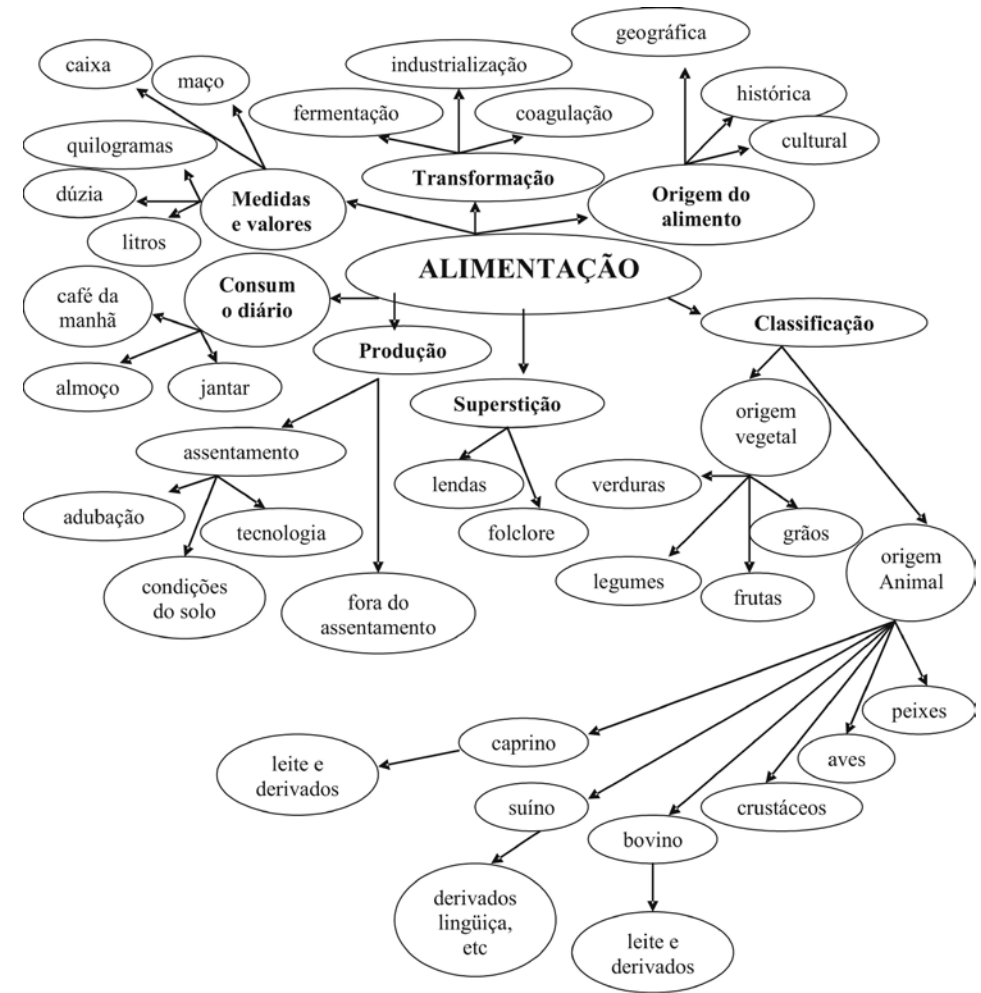 geográfica
caixa
industrialização
maço
histórica
fermentação
coagulação
cultural
quilogramas
Transformação
dúzia
Medidas
e valores
Origem do
alimento
litros
ALIMENTAÇÃO
café da
manhã
Consum
o diário
Classificação
Produção
almoço
jantar
Superstição
origem
vegetal
assentamento
lendas
verduras
adubação
tecnologia
folclore
grãos
origem
Animal
condições
do solo
fora do
assentamento
legumes
frutas
peixes
caprino
aves
leite e
derivados
suíno
crustáceos
bovino
derivados
lingüiça,
etc
leite e
derivados